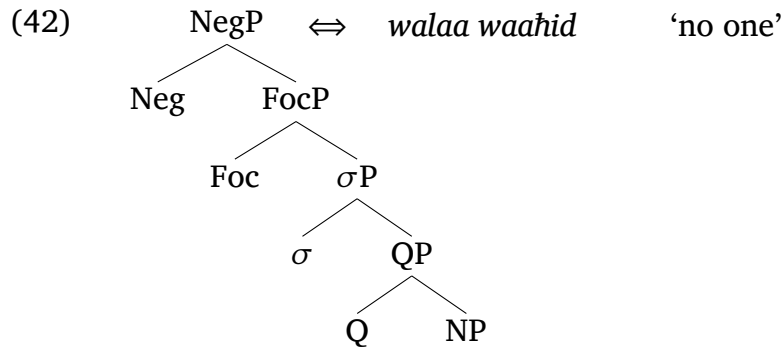 (42) NegP ⇔ walaa waaħid ‘no one’
Neg FocP
Foc σP
σ QP
Q NP